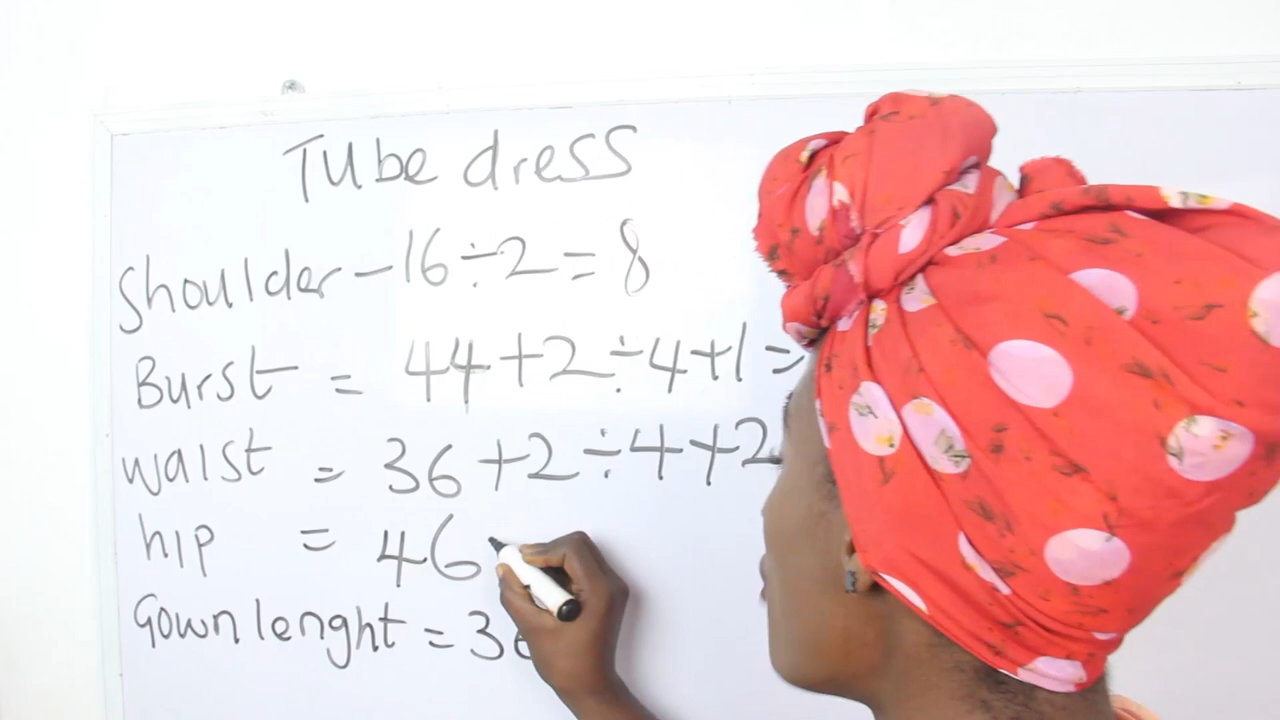 Tube dress
Shoulder - 16 ÷ 2 = 8
Burst = 44 + 2 ÷ 4 + 1 =
waist = 36 + 2 ÷ 4 + 2
hip = 46
Gown lenght = 3